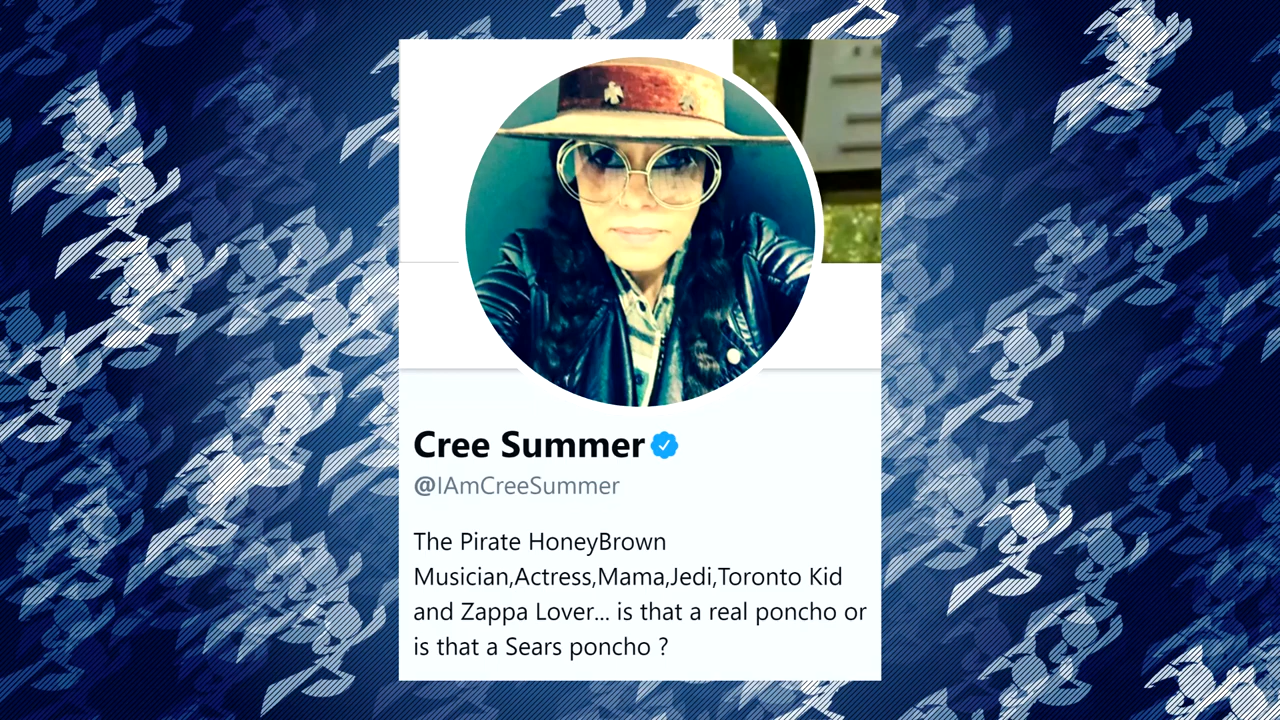 Cree Summer
@IAmCreeSummer
The Pirate HoneyBrown
Musician,Actress,Mama,Jedi,Toronto Kid
and Zappa Lover... is that a real poncho or
is that a Sears poncho ?